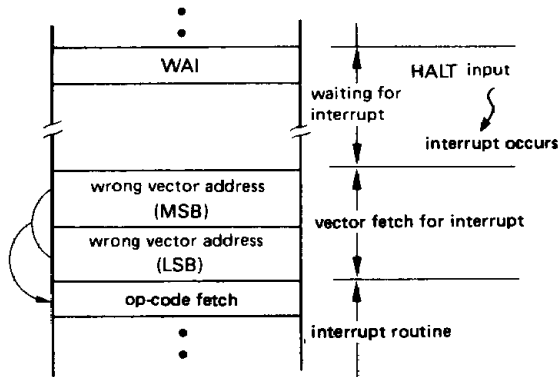 WAI
HALT input
waiting for
interrupt
interrupt occurs
wrong vector address
(MSB)
vector fetch for interrupt
wrong vector address
(LSB)
op-code fetch
interrupt routine